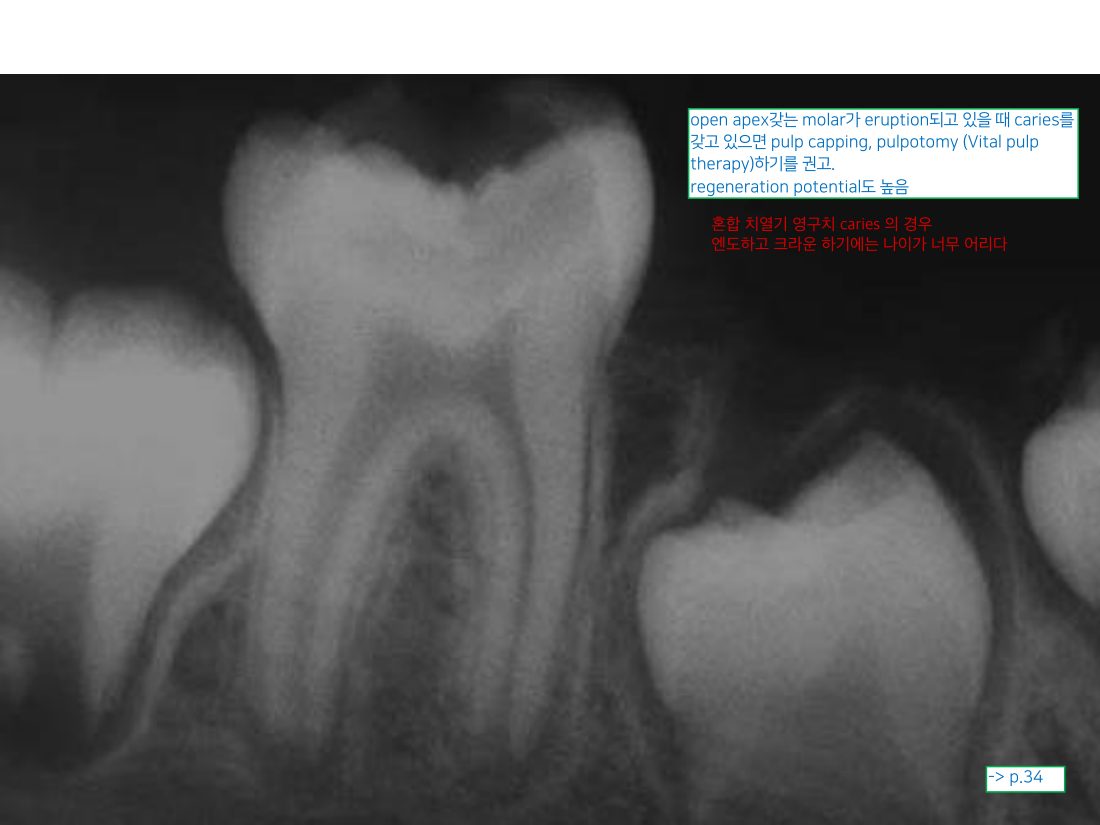 open apex갖는 molar가 eruption되고 있을 때 caries를
갖고 있으면 pulp capping, pulpotomy (Vital pulp
therapy)하기를 권고.
regeneration potential도 높음
혼합 치열기 영구치 caries 의 경우
엔도하고 크라운 하기에는 나이가 너무 어리다
-> p.34